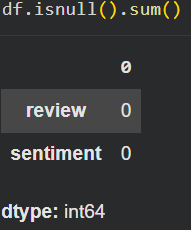 df.isnull().sum()
0
review 0
sentiment 0
dtype: int64